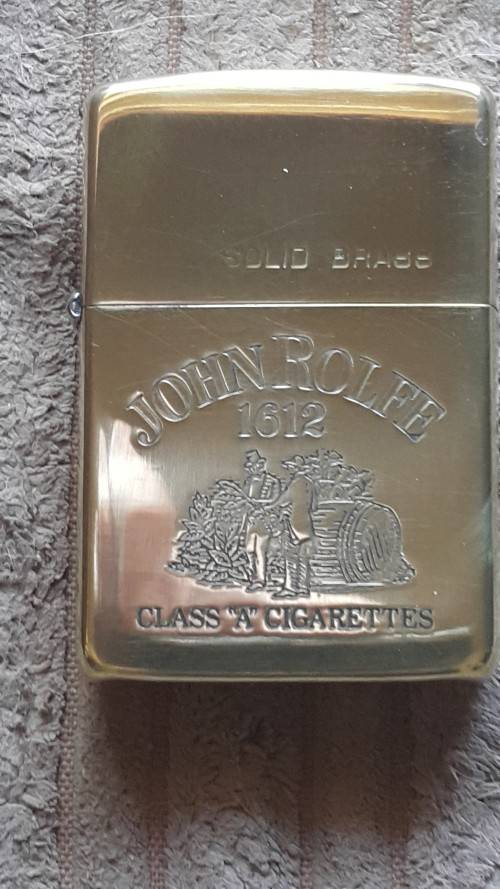 SOLID BRASS
JOHN ROLFE
1612
CLASS "A" CIGARETTES